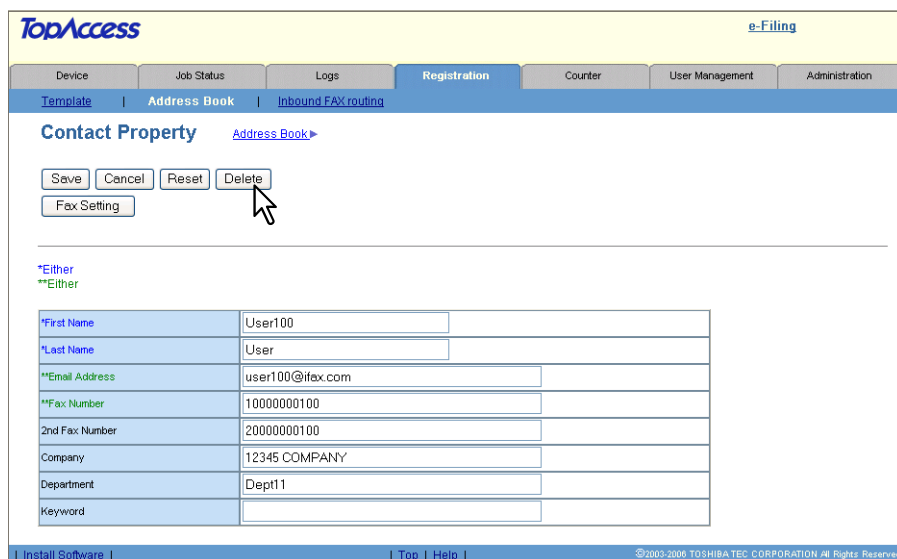 TopAccess
e-Filing
Device Job Status Logs Registration Counter User Management Administration
Template | Address Book | Inbound FAX routing
Contact Property Address Book▶
Save Cancel Reset Delete
Fax Setting
*Either
**Either
*First Name User100
*Last Name User
**Email Address user100@ifax.com
**Fax Number 10000000100
2nd Fax Number 20000000100
Company 12345 COMPANY
Department Dept11
Keyword
| Install Software | | Top | Help | ©2003-2006 TOSHIBA TEC CORPORATION All Rights Reserve